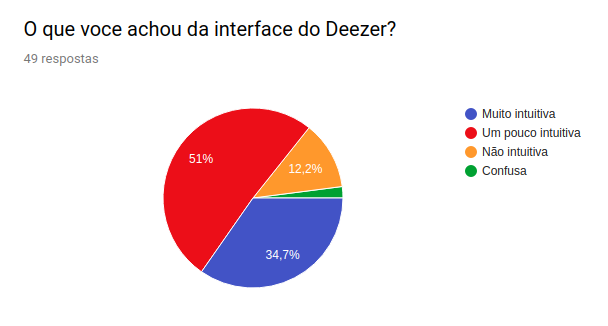 O que voce achou da interface do Deezer?
49 respostas
Muito intuitiva
Um pouco intuitiva
Não intuitiva
Confusa
51%
12,2%
34,7%